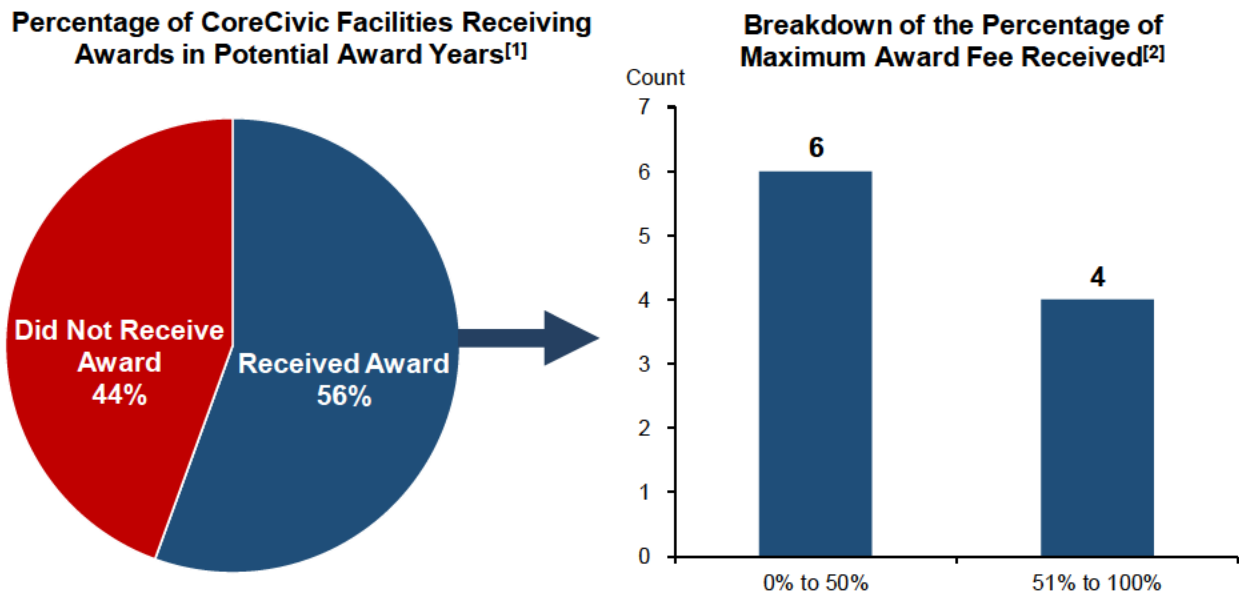 Percentage of CoreCivic Facilities Receiving
Awards in Potential Award Years[1]
Did Not Receive
Award
44%
Received Award
56%
Breakdown of the Percentage of
Maximum Award Fee Received[2]
Count
7
6
5
4
3
2
1
0
6
4
0% to 50%
51% to 100%